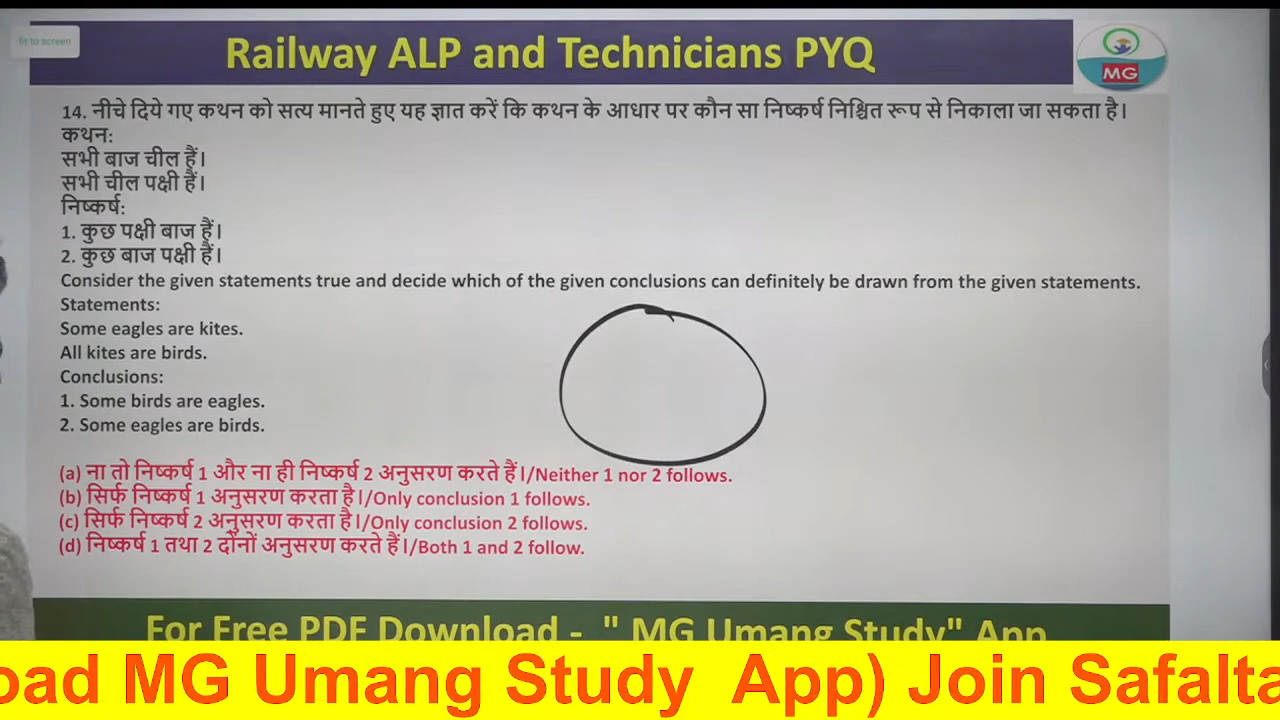 fit to screen
Railway ALP and Technicians PYQ
MG
14. नीचे दिये गए कथन को सत्य मानते हुए यह ज्ञात करें कि कथन के आधार पर कौन सा निष्कर्ष निश्चित रूप से निकाला जा सकता है।
कथन:
सभी बाज चील हैं।
सभी चील पक्षी हैं।
निष्कर्ष:
1. कुछ पक्षी बाज हैं।
2. कुछ बाज पक्षी हैं।
Consider the given statements true and decide which of the given conclusions can definitely be drawn from the given statements.
Statements:
Some eagles are kites.
All kites are birds.
Conclusions:
1. Some birds are eagles.
2. Some eagles are birds.
(a) ना तो निष्कर्ष 1 और ना ही निष्कर्ष 2 अनुसरण करते हैं।/Neither 1 nor 2 follows.
(b) सिर्फ निष्कर्ष 1 अनुसरण करता है।/Only conclusion 1 follows.
(c) सिर्फ निष्कर्ष 2 अनुसरण करता है।/Only conclusion 2 follows.
(d) निष्कर्ष 1 तथा 2 दोंनों अनुसरण करते हैं।/Both 1 and 2 follow.
For Free PDF Download - " MG Umang Study" App
oad MG Umang Study App) Join Safalta